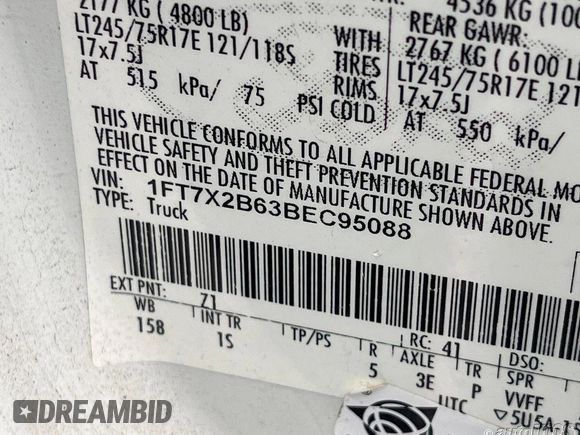 2177 KG ( 4800 LB)
LT245/75R17E 121/118S
17x7.5J
AT 515 kPa/ 75 PSI COLD
WITH
TIRES
RIMS
4536 KG (10
REAR GAWR:
2767 KG ( 6100 L
LT245/75R17E 121
17x7.5J
AT 550 kPa/
THIS VEHICLE CONFORMS TO ALL APPLICABLE FEDERAL MO
VEHICLE SAFETY AND THEFT PREVENTION STANDARDS IN
EFFECT ON THE DATE OF MANUFACTURE SHOWN ABOVE.
VIN: 1FT7X2B63BEC95088
TYPE: Truck
EXT PNT: Z1 RC: 41 DSO:
WB INT TR TP/PS R AXLE TR SPR
158 1S 5 3E P VVFF
UTC ▽5U5A
DREAMBID